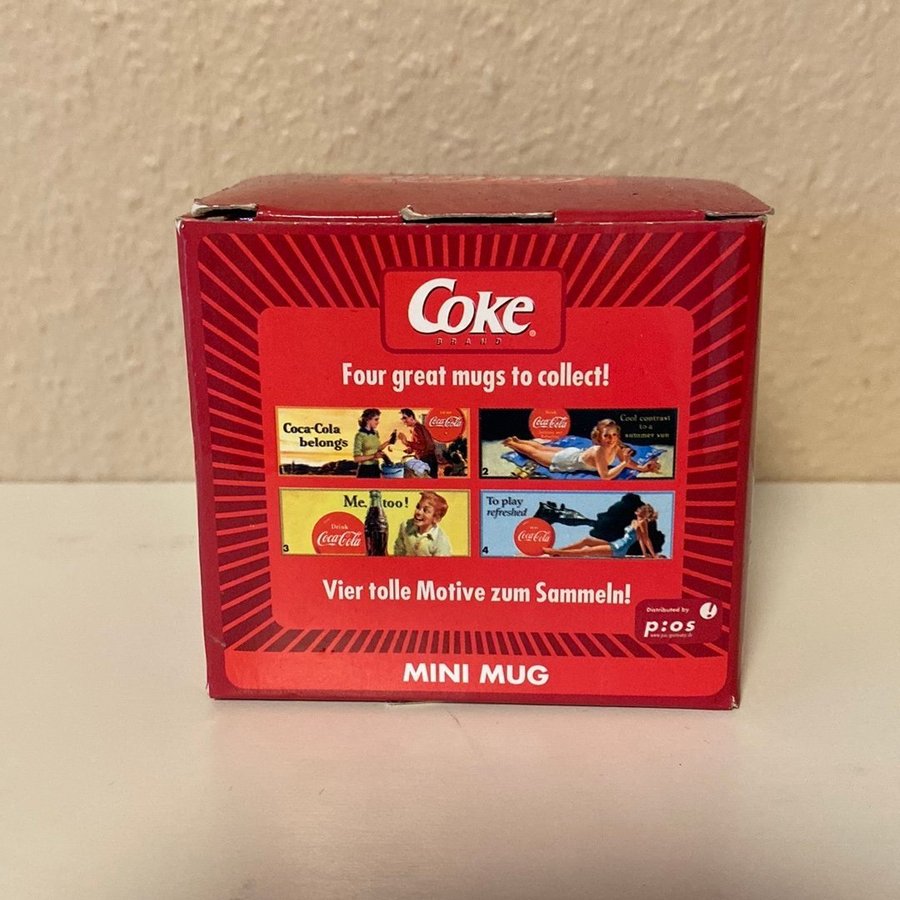 Coke
BRAND
Four great mugs to collect!
Coca-Cola
belongs
Coca-Cola
Drink
Coca-Cola
Cool contrast
to a
summer sun
2
Me, too!
Drink
Coca-Cola
3
To play
refreshed
Coca-Cola
4
Vier tolle Motive zum Sammeln!
Distributed by
p:os
MINI MUG